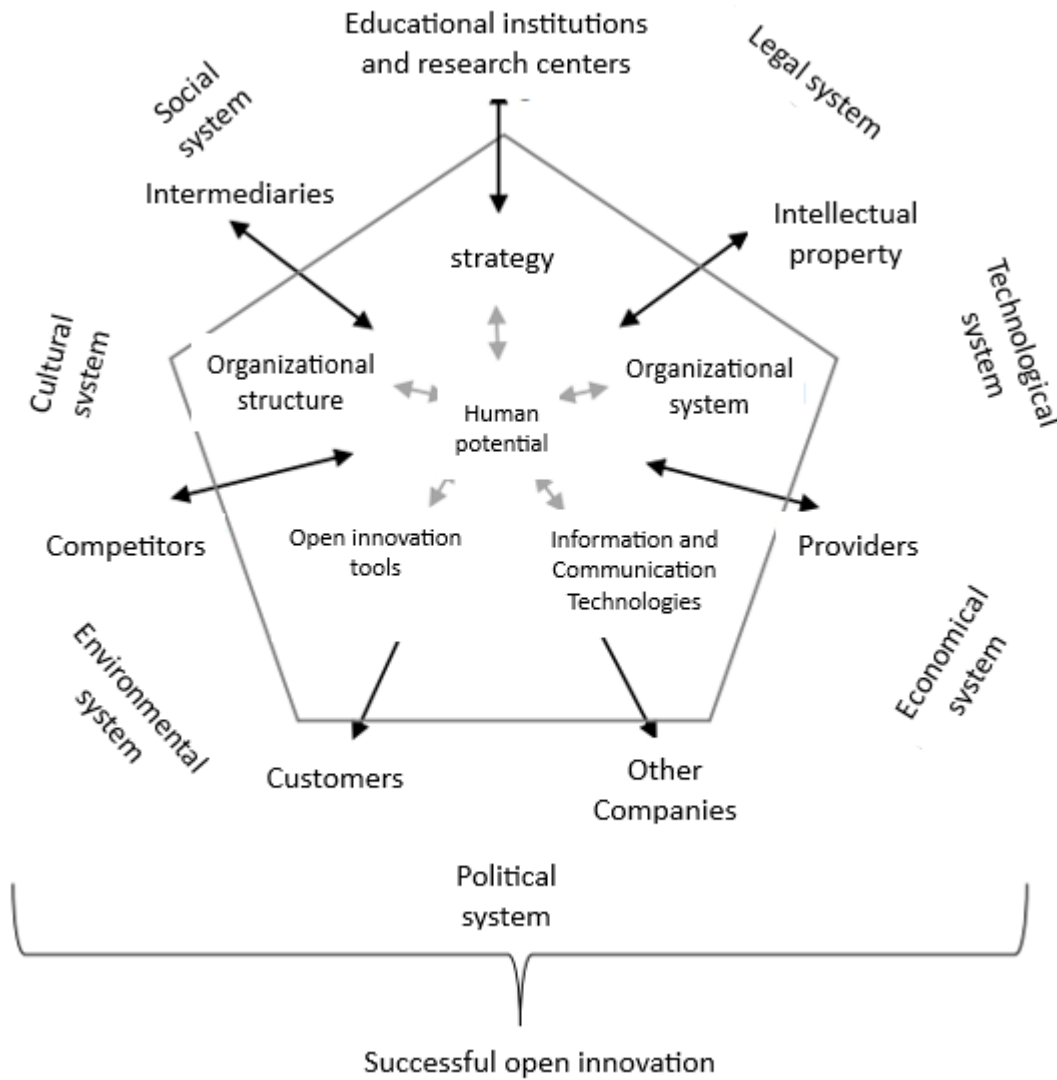 Educational institutions
and research centers
Legal system
Social
system
Intermediaries
Intellectual
property
strategy
Technological
system
Cultural
svstem
Organizational
structure
Organizational
system
Human
potential
Competitors
Open innovation
tools
Information and
Communication
Technologies
Providers
Environmental
system
Economical
system
Customers
Other
Companies
Political
system
Successful open innovation